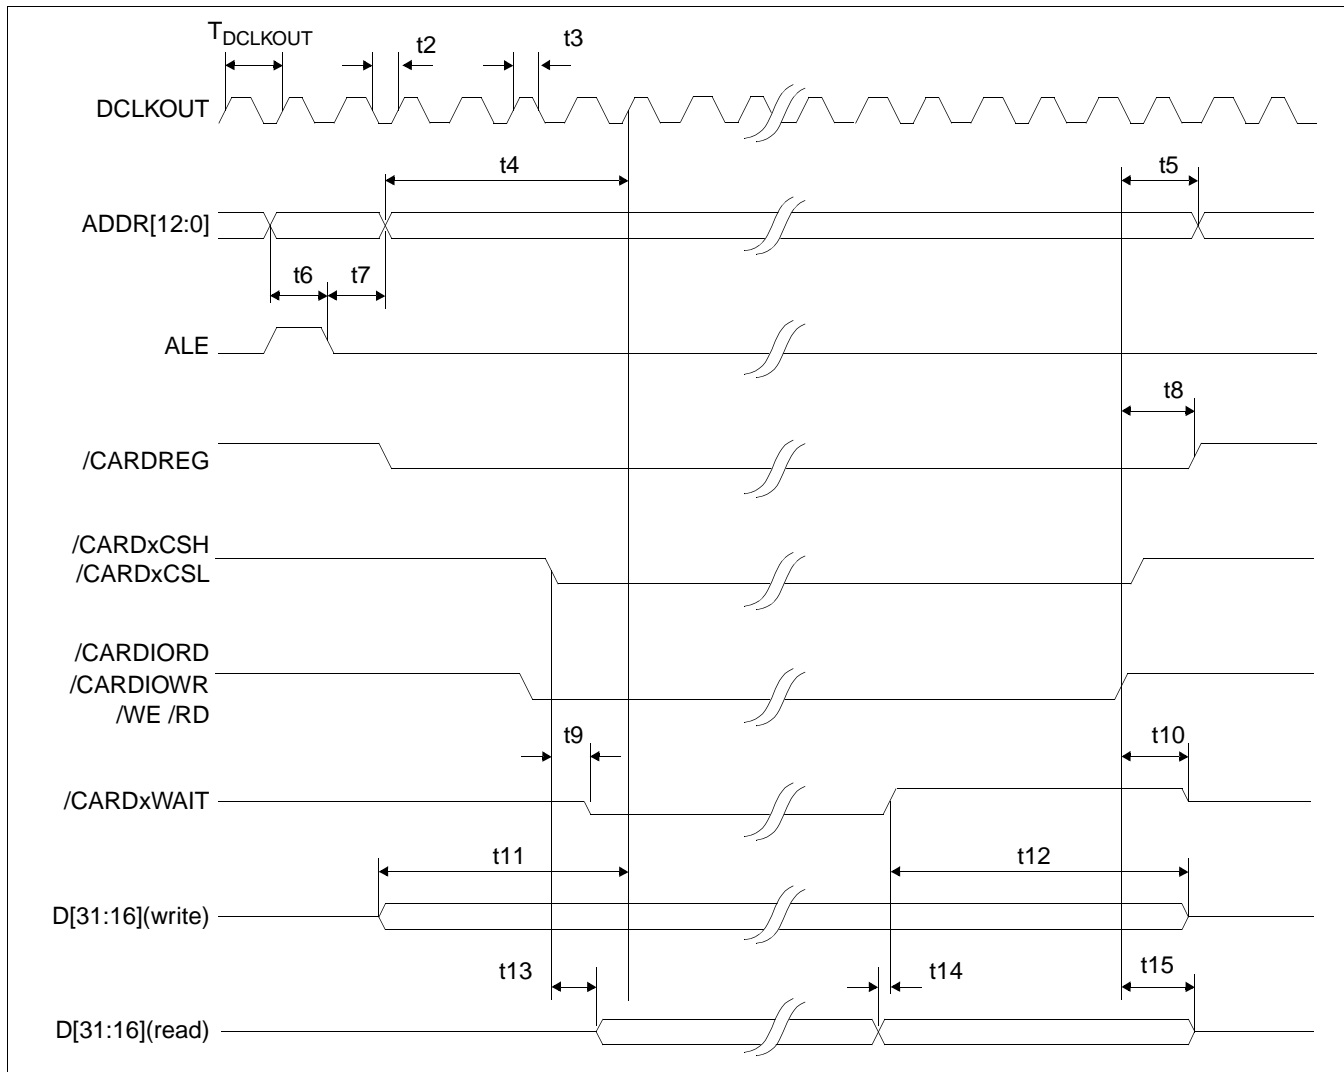 TDCLKOUT
t2
t3
DCLKOUT
t4
t5
ADDR[12:0]
t6
t7
ALE
t8
/CARDREG
/CARDxCSH
/CARDxCSL
/CARDIORD
/CARDIOWR
/WE /RD
t9
t10
/CARDxWAIT
t11
t12
D[31:16](write)
t13
t14
t15
D[31:16](read)